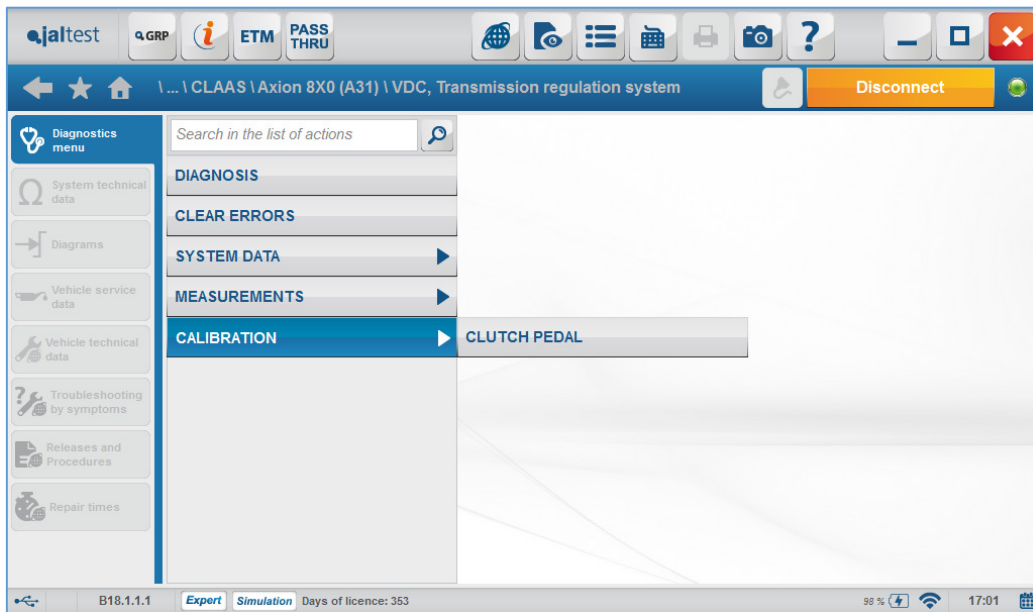 jaltest GRP i ETM PASS THRU ?
\ ... \ CLAAS \ Axion 8X0 (A31) \ VDC, Transmission regulation system
Disconnect
Diagnostics
menu
System technical
data
Diagrams
Vehicle service
data
Vehicle technical
data
Troubleshooting
by symptoms
Releases and
Procedures
Repair times
Search in the list of actions
DIAGNOSIS
CLEAR ERRORS
SYSTEM DATA
MEASUREMENTS
CALIBRATION
CLUTCH PEDAL
B18.1.1.1 Expert Simulation Days of licence: 353 98 % 17:01